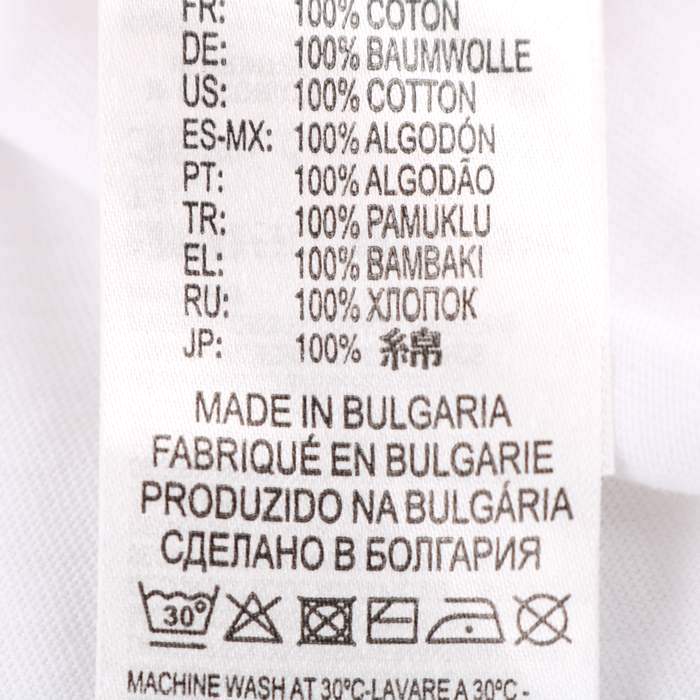 FR: 100% COTON
DE: 100% BAUMWOLLE
US: 100% COTTON
ES-MX: 100% ALGODÓN
PT: 100% ALGODÃO
TR: 100% PAMUKLU
EL: 100% BAMBAKI
RU: 100% ХЛОПОК
JP: 100% 綿
MADE IN BULGARIA
FABRIQUÉ EN BULGARIE
PRODUZIDO NA BULGÁRIA
СДЕЛАНО В БОЛГАРИЯ
30°
MACHINE WASH AT 30ºC-LAVARE A 30ºC -